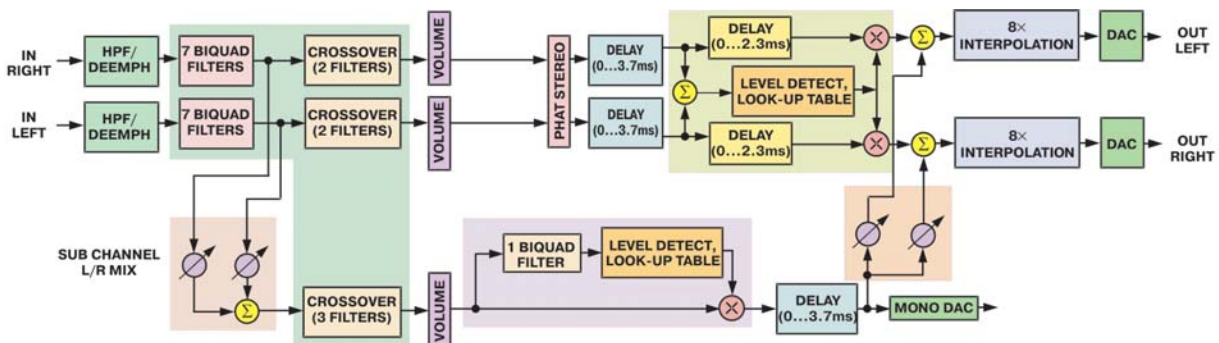 IN
RIGHT
HPF/
DEEMPH
7 BIQUAD
FILTERS
CROSSOVER
(2 FILTERS)
VOLUME
PHAT STEREO
DELAY
(0...3.7ms)
DELAY
(0...2.3ms)
×
Σ
8×
INTERPOLATION
DAC
OUT
LEFT
Σ
LEVEL DETECT,
LOOK-UP TABLE
IN
LEFT
HPF/
DEEMPH
7 BIQUAD
FILTERS
CROSSOVER
(2 FILTERS)
VOLUME
DELAY
(0...3.7ms)
DELAY
(0...2.3ms)
×
Σ
8×
INTERPOLATION
DAC
OUT
RIGHT
SUB CHANNEL
L/R MIX
Σ
CROSSOVER
(3 FILTERS)
VOLUME
1 BIQUAD
FILTER
LEVEL DETECT,
LOOK-UP TABLE
×
DELAY
(0...3.7ms)
MONO DAC